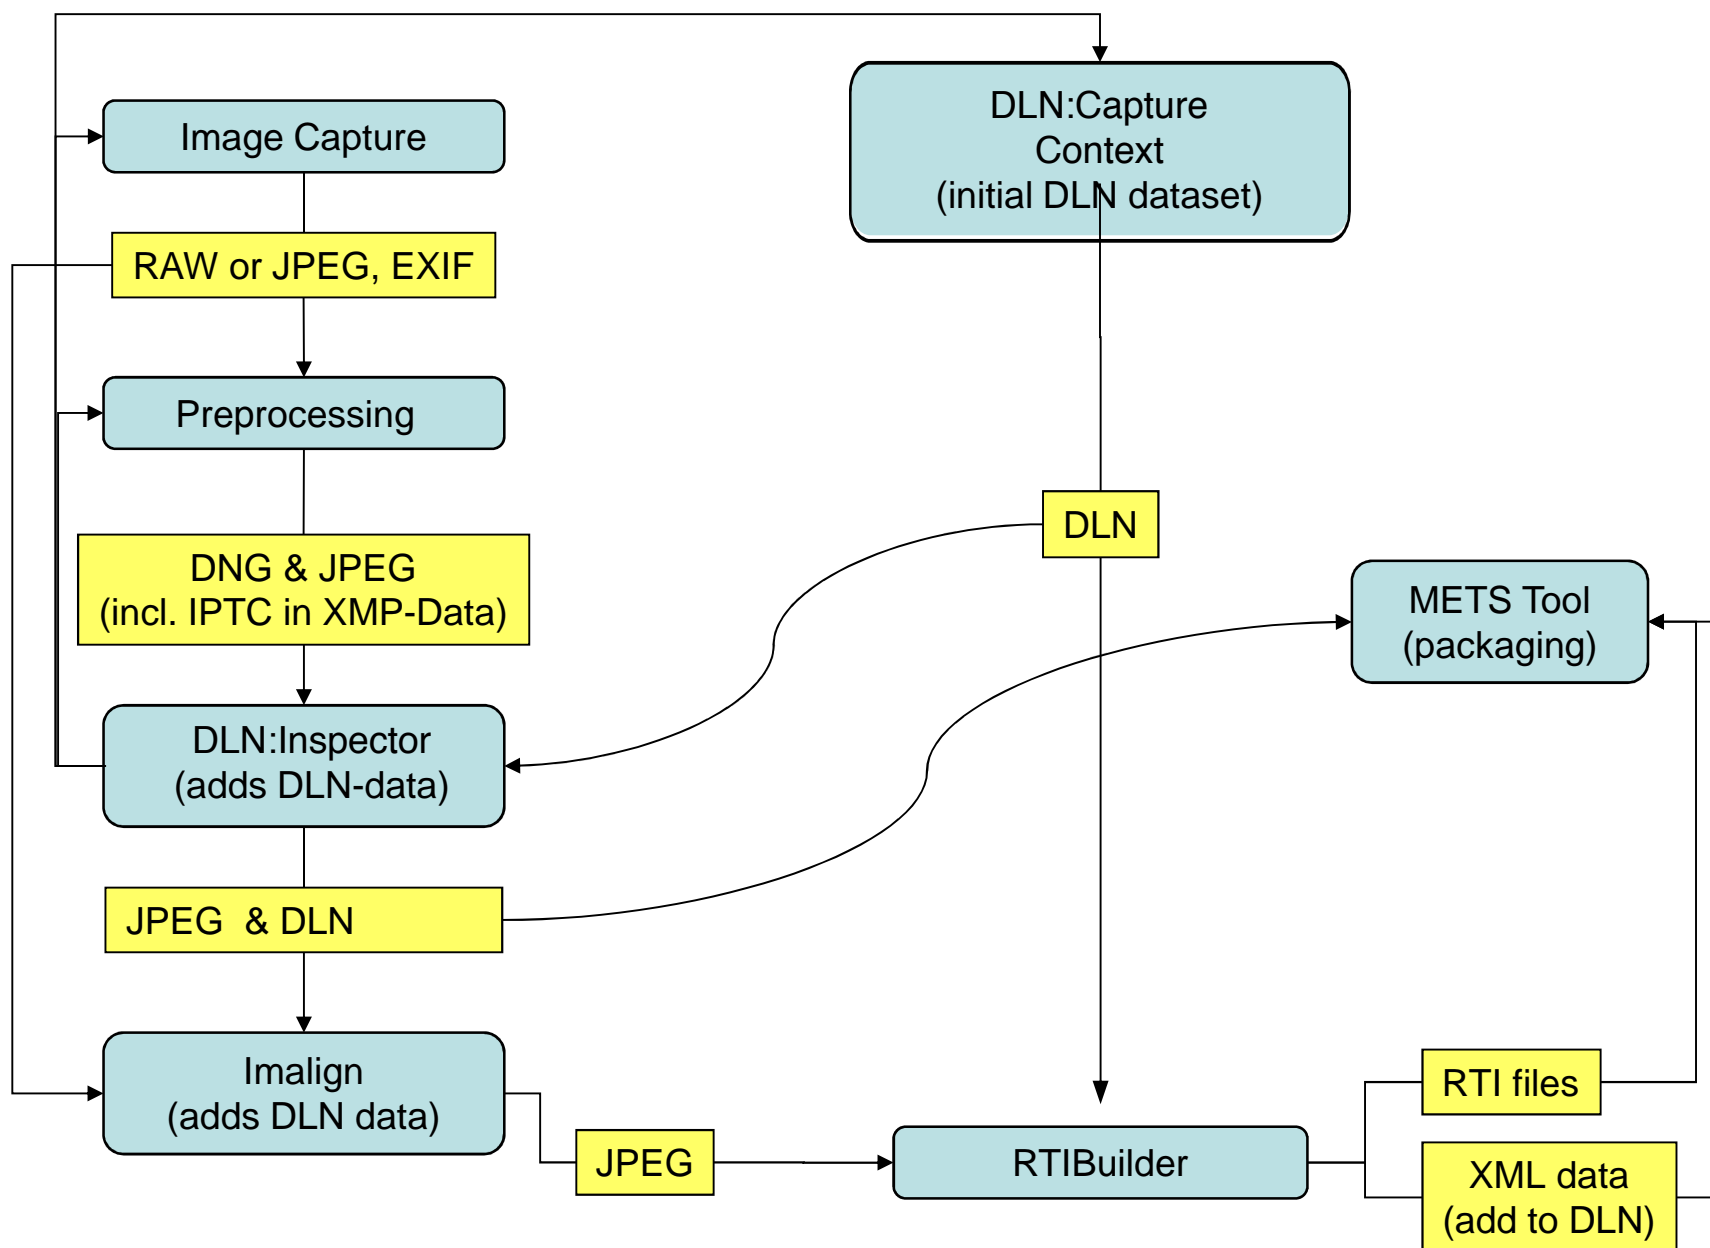 DLN:Capture
Context
(initial DLN dataset)
Image Capture
RAW or JPEG, EXIF
Preprocessing
DLN
DNG & JPEG
(incl. IPTC in XMP-Data)
METS Tool
(packaging)
DLN:Inspector
(adds DLN-data)
JPEG & DLN
Imalign
(adds DLN data)
RTI files
JPEG
RTIBuilder
XML data
(add to DLN)